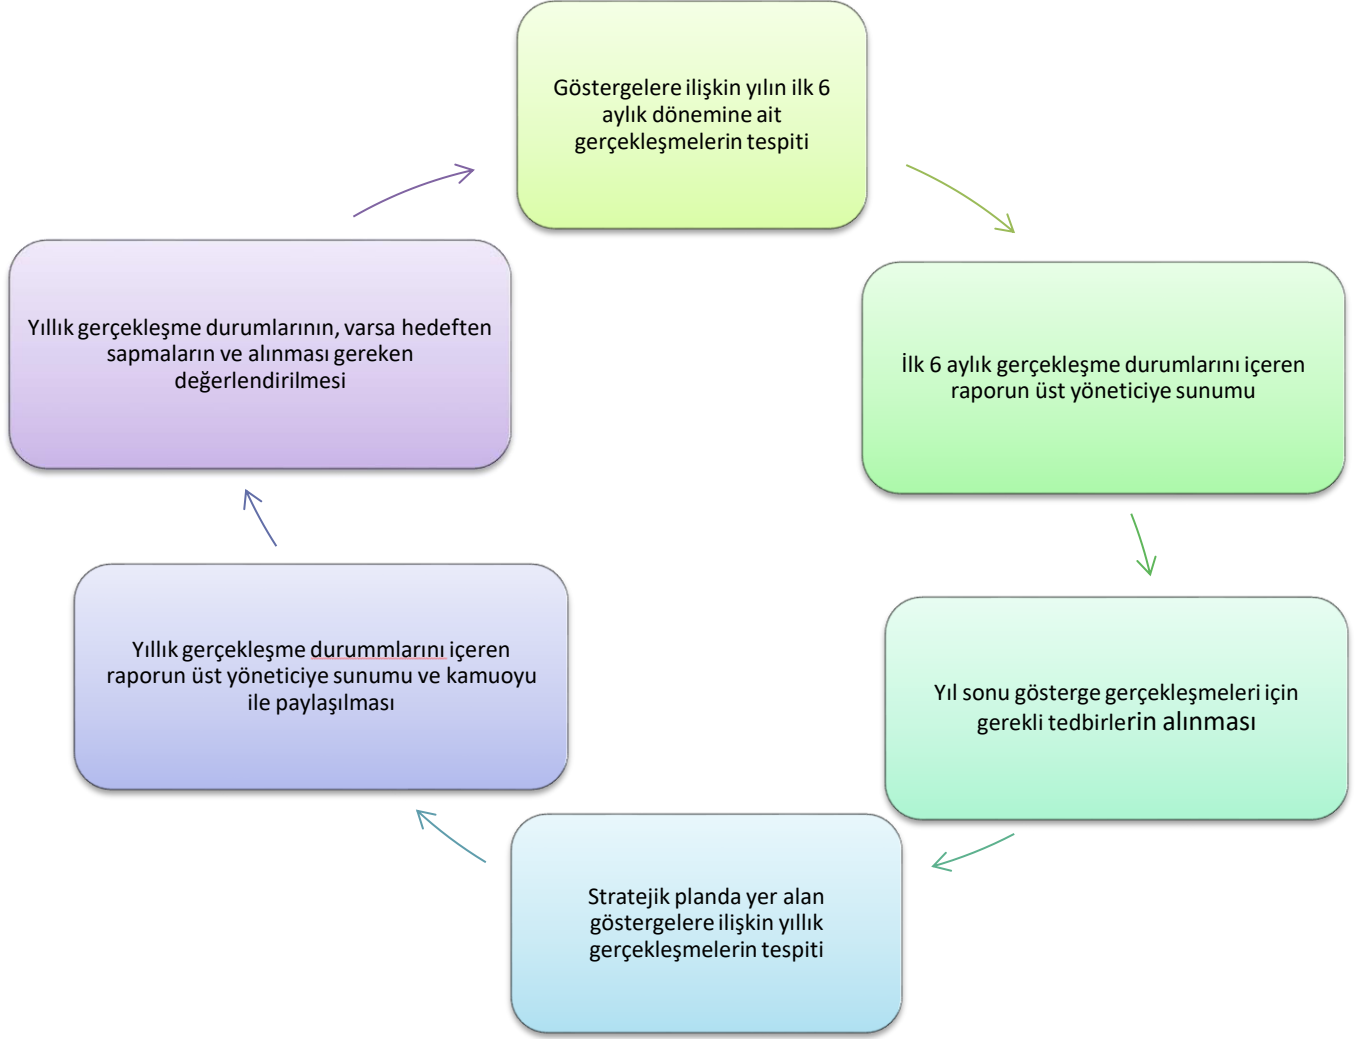 Göstergelere ilişkin yılın ilk 6
aylık dönemine ait
gerçekleşmelerin tespiti
İlk 6 aylık gerçekleşme durumlarını içeren
raporun üst yöneticiye sunumu
Yıl sonu gösterge gerçekleşmeleri için
gerekli tedbirlerin alınması
Stratejik planda yer alan
göstergelere ilişkin yıllık
gerçekleşmelerin tespiti
Yıllık gerçekleşme durummlarını içeren
raporun üst yöneticiye sunumu ve kamuoyu
ile paylaşılması
Yıllık gerçekleşme durumlarının, varsa hedeften
sapmaların ve alınması gereken
değerlendirilmesi